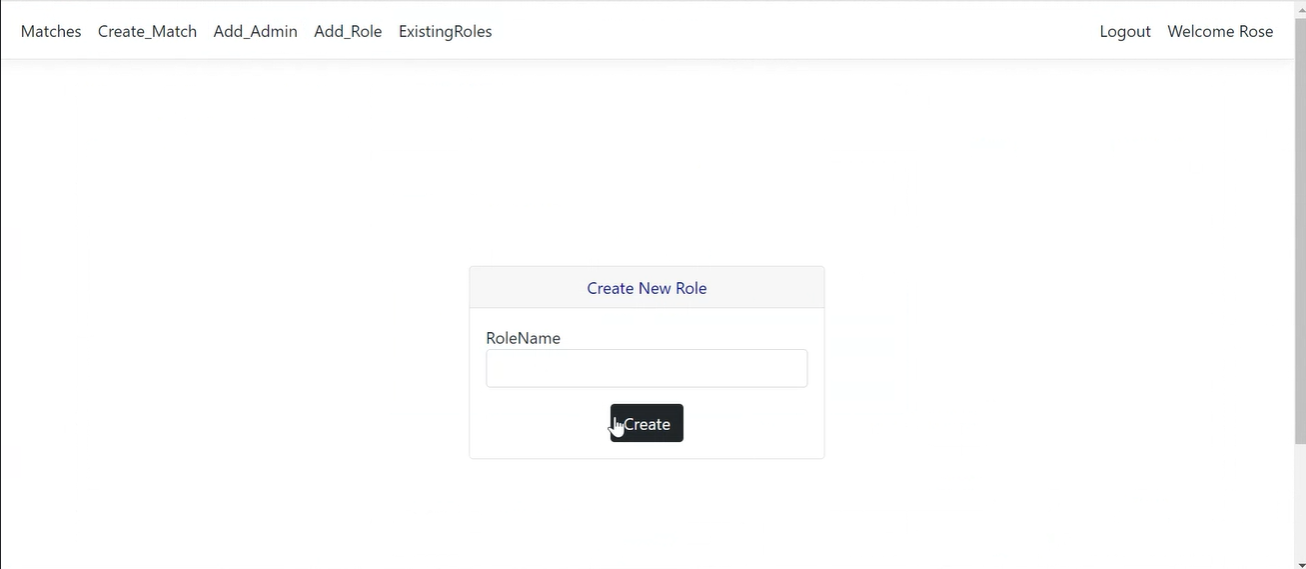 Matches Create_Match Add_Admin Add_Role ExistingRoles Logout Welcome Rose
Create New Role
RoleName
Create